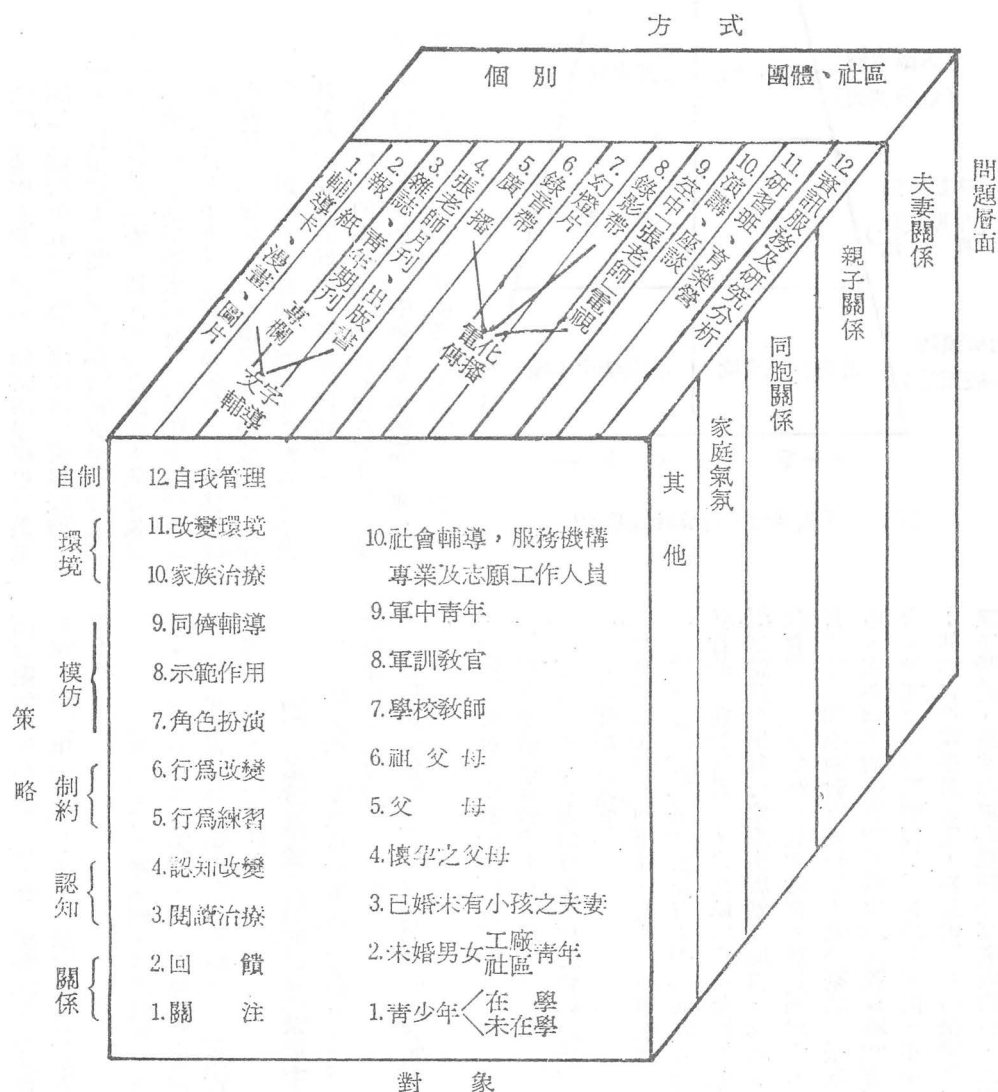 方 式
個 別 團體、社區
1.輔導卡、漫畫、圖片
2.報 紙 專 欄
3.雜誌、青年期刊
4.張老師月刊、出版書
5.廣 播
6.錄音帶
7.幻燈片
8.錄影帶
9.空中「張老師」電視
10.演講、座談
11.研習班、育樂營
12.資訊服務及研究分析
文字
輔導
電化
傳播
問題層面
夫妻關係
親子關係
同胞關係
家庭氣氛
其 他
策 略
自制
環境
模仿
制約
認知
關係
12.自我管理
11.改變環境
10.家族治療
9.同儕輔導
8.示範作用
7.角色扮演
6.行爲改變
5.行爲練習
4.認知改變
3.閱讀治療
2.回 饋
1.關 注
10.社會輔導，服務機構
專業及志願工作人員
9.軍中青年
8.軍訓教官
7.學校教師
6.祖 父 母
5.父 母
4.懷孕之父母
3.已婚未有小孩之夫妻
2.未婚男女工廠社區青年
1.青少年 在 學
未在學
對 象